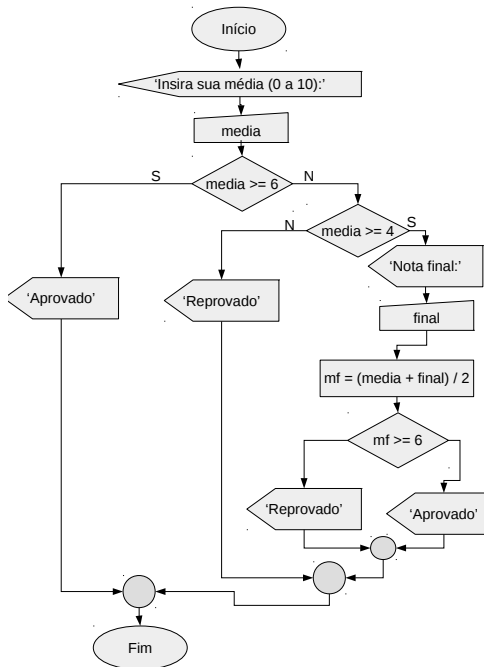 Início
‘Insira sua média (0 a 10):’
media
S
media >= 6
N
N
media >= 4
S
‘Nota final:’
‘Aprovado’
‘Reprovado’
final
mf = (media + final) / 2
mf >= 6
‘Reprovado’
‘Aprovado’
Fim